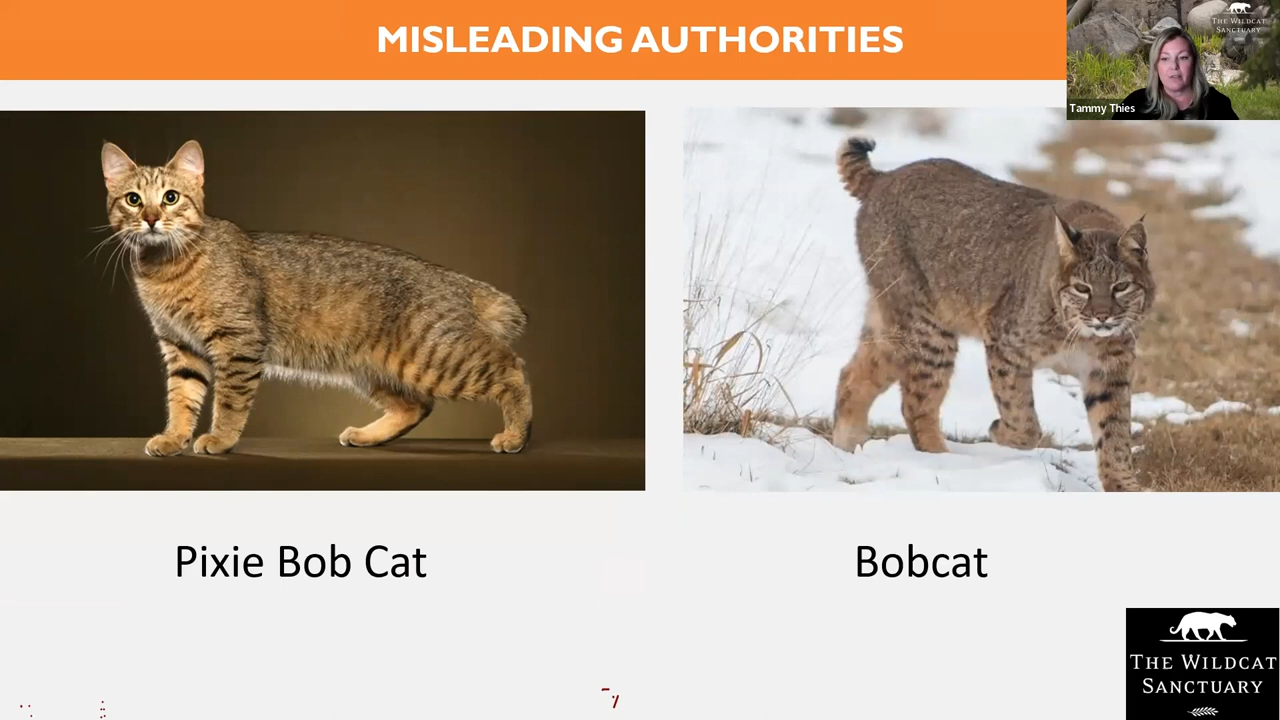 MISLEADING AUTHORITIES
THE WILDCAT
SANCTUARY
Tammy Thies
Pixie Bob Cat
Bobcat
THE WILDCAT
SANCTUARY